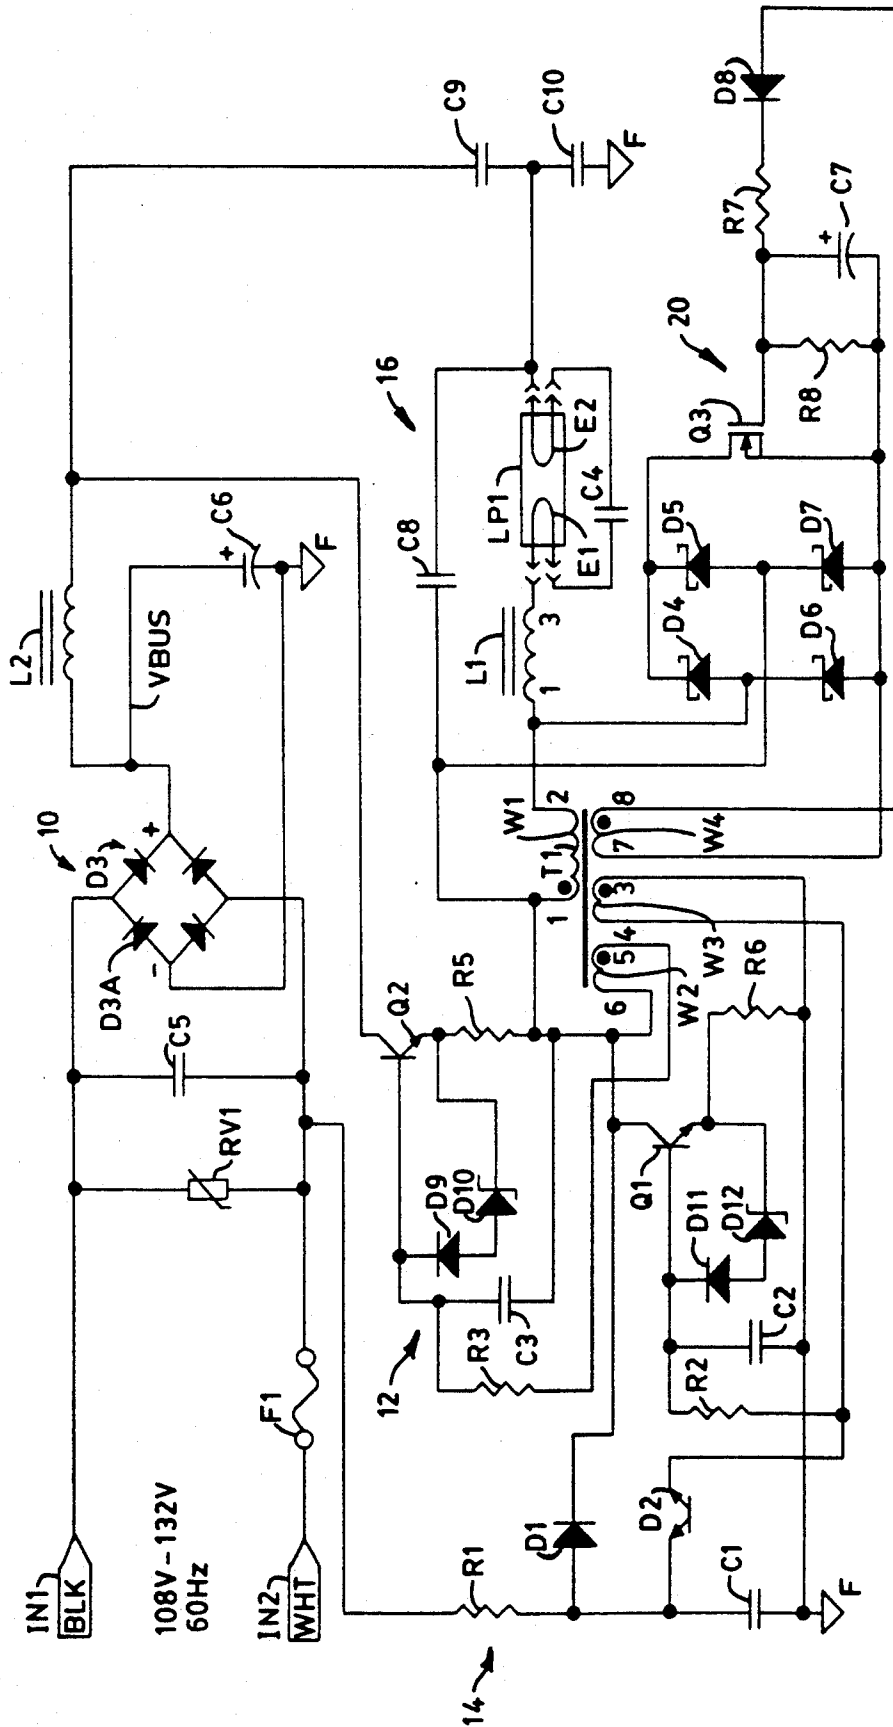 IN1
BLK
108V-132V
60Hz
IN2
WHT
F1
RV1
C5
10
D3
D3A
+
-
L2
VBUS
+
C6
F
C9
C10
F
14
R1
D1
D2
C1
F
12
R3
C3
D9
D10
Q2
R5
R2
C2
D11
D12
Q1
R6
W1
T1
1
2
6
5
4
3
7
8
W2
W3
W4
C8
L1
1
3
LP1
E1
E2
C4
16
D4
D5
D6
D7
Q3
20
R8
R7
+
C7
D8